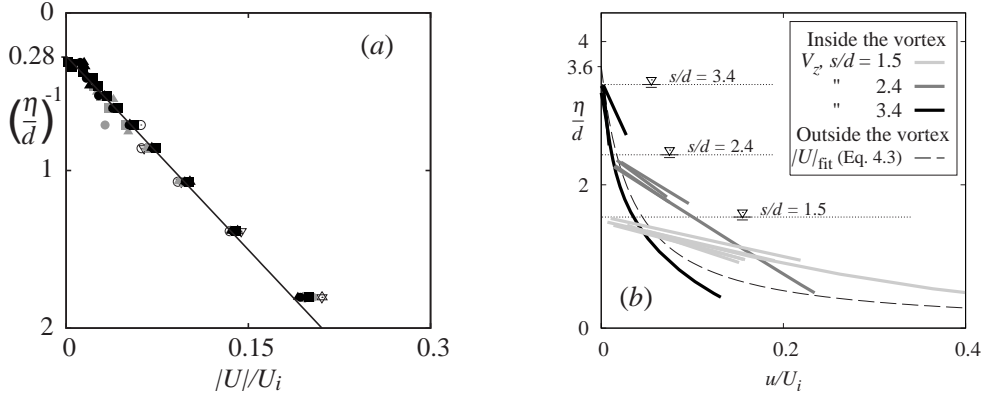 0
0.28
(η/d)^-1
1
2
0
0.15
0.3
|U|/U_i
(a)
4
3.6
η/d
2
0
0
0.2
0.4
u/U_i
(b)
s/d = 3.4
s/d = 2.4
s/d = 1.5
Inside the vortex
V_z, s/d = 1.5
" 2.4
" 3.4
Outside the vortex
|U|_fit (Eq. 4.3)